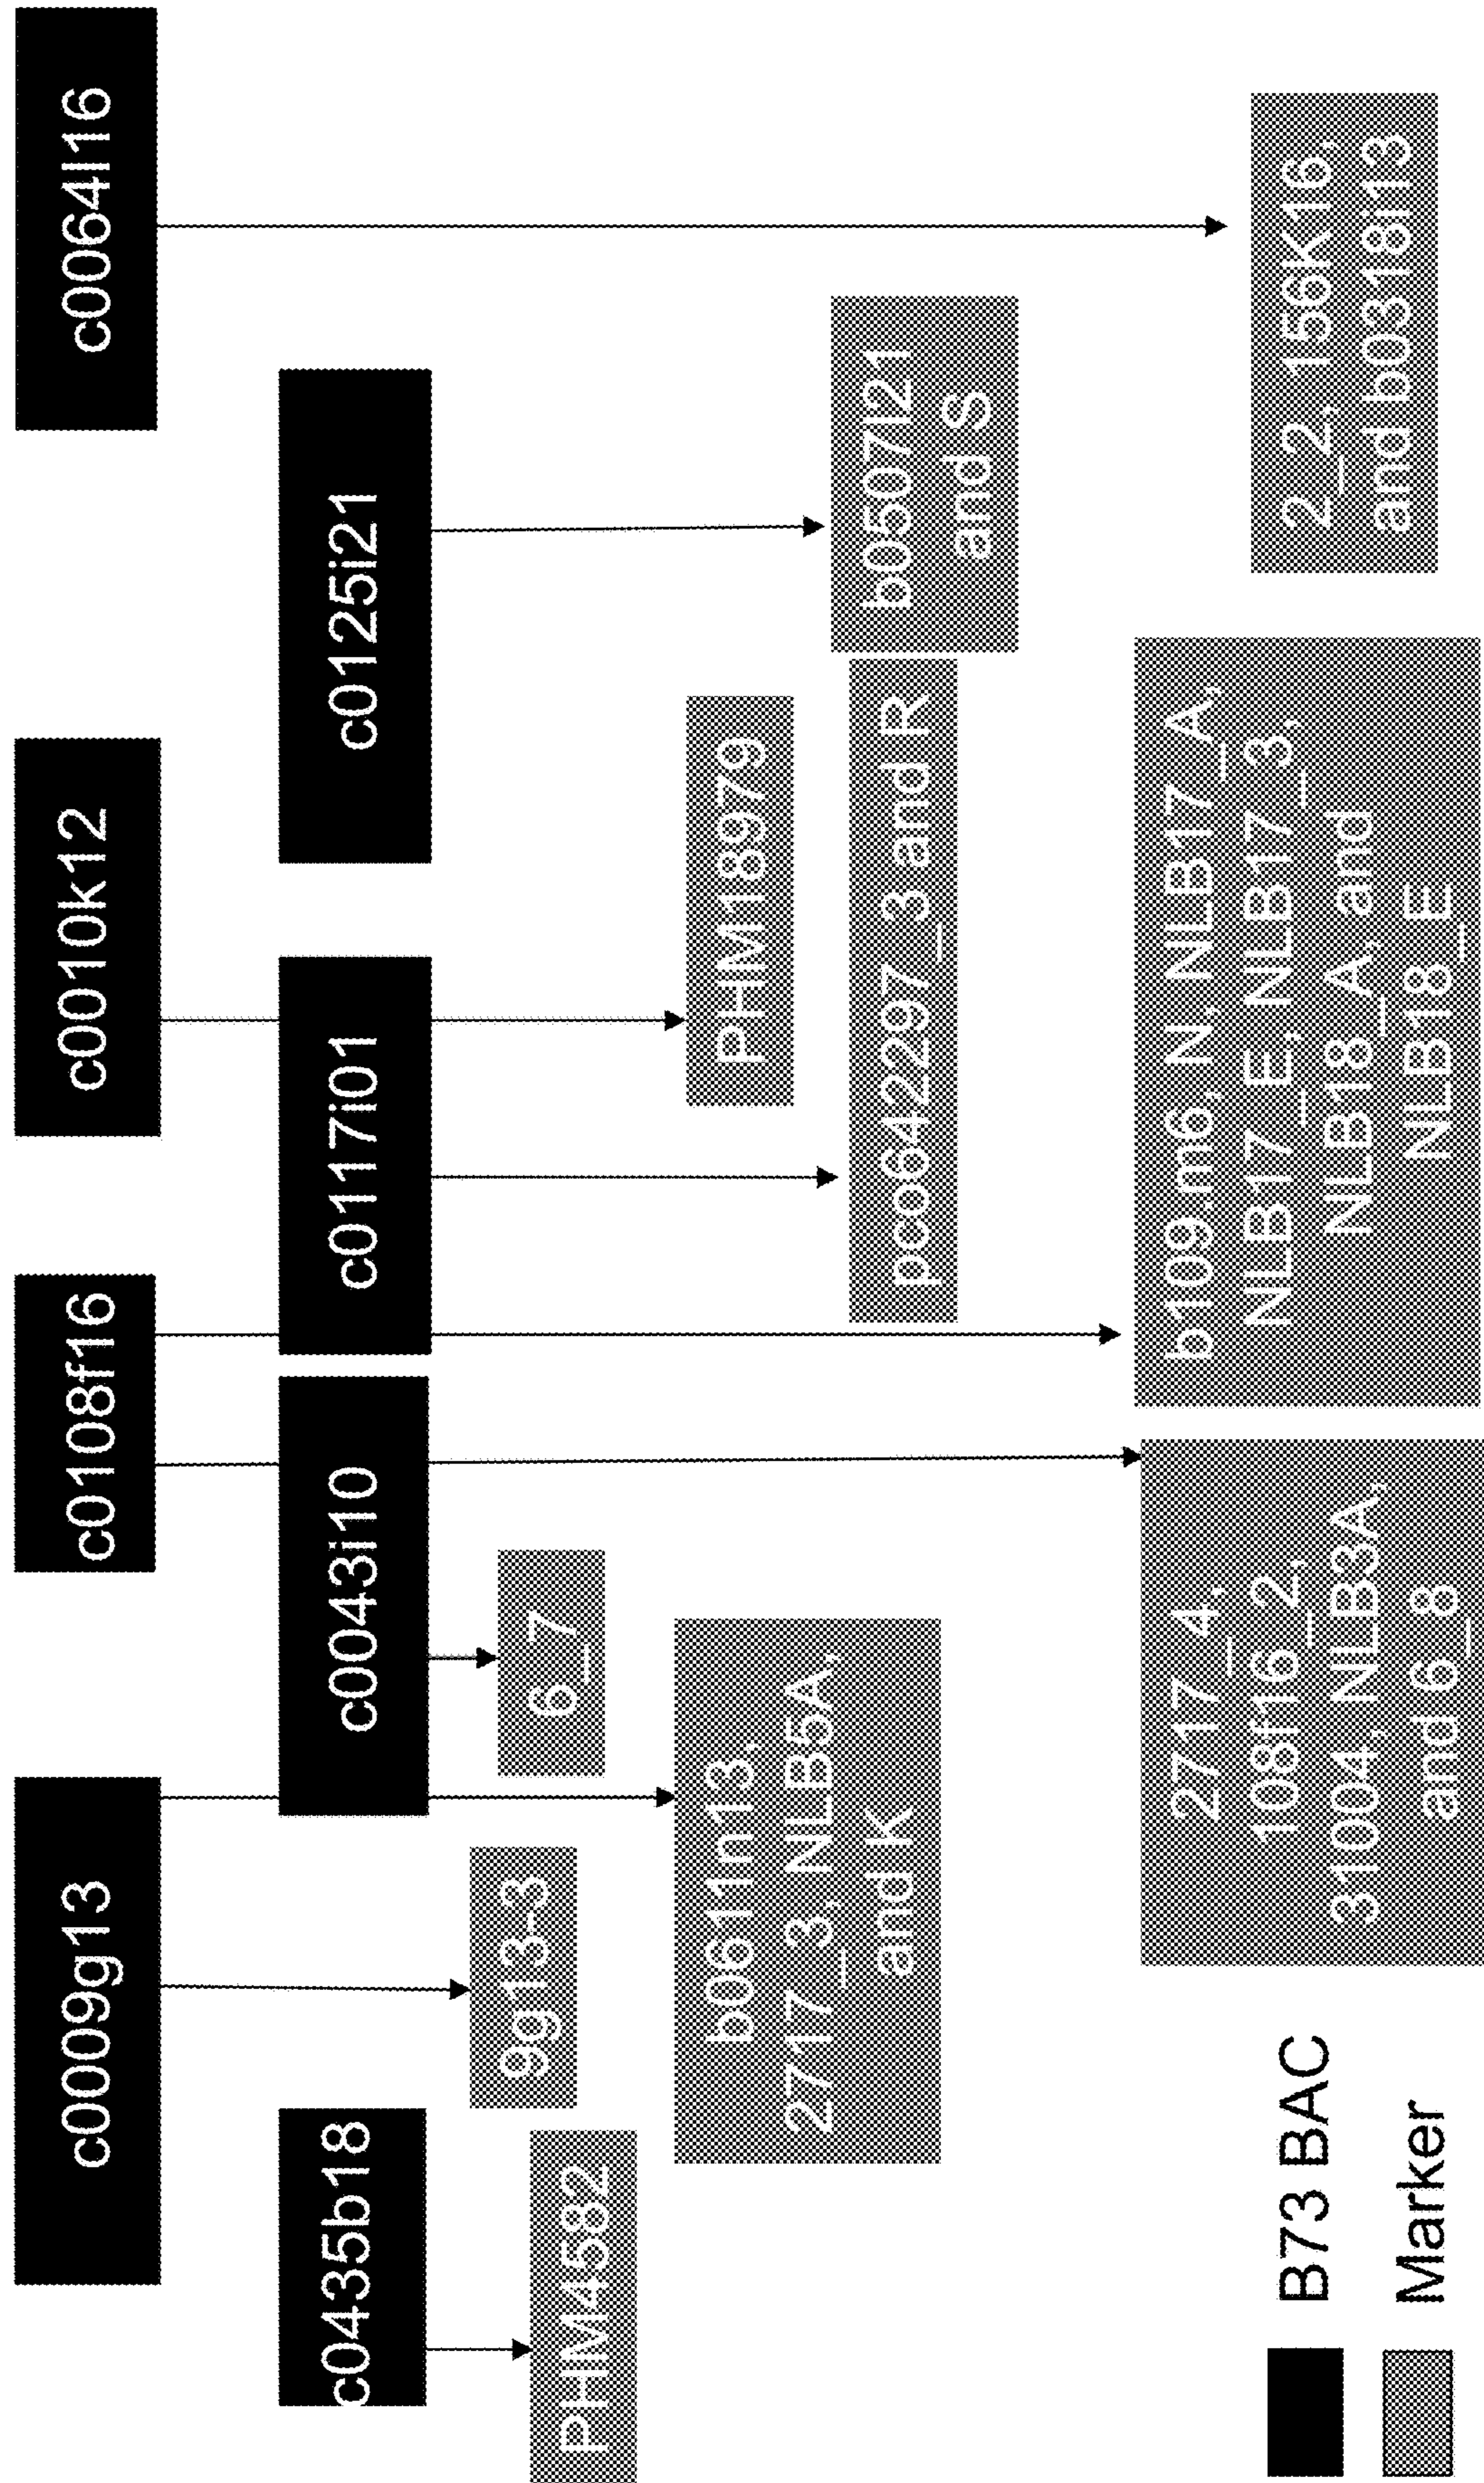 c0435b18
c0009g13
c0043i10
c0108f16
c0117i01
c0010k12
c0125i21
c0064l16
PHM4582
9g13-3
b0611n13,
2717_3, NLB5A,
and K
6_7
2717_4,
108f16_2,
31004, NLB3A,
and 6_8
b109.m6, N, NLB17_A,
NLB17_E, NLB17_3,
NLB18_A, and
NLB18_E
pco642297_3 and R
PHM18979
b0507l21
and S
2_2, 156K16,
and b0318i13
B73 BAC
Marker